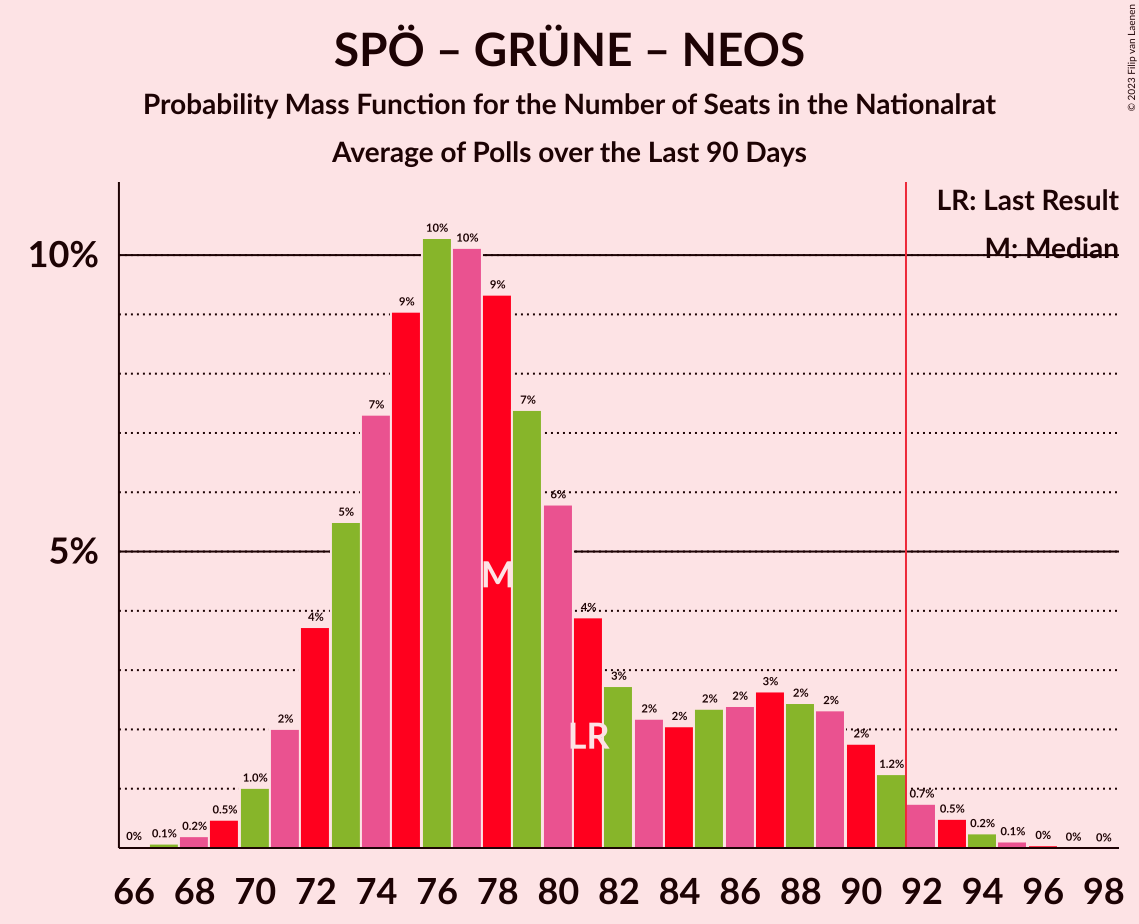 SPÖ – GRÜNE – NEOS
Probability Mass Function for the Number of Seats in the Nationalrat
Average of Polls over the Last 90 Days
© 2023 Filip van Laenen
LR: Last Result
M: Median
10%
5%
0% 0.1% 0.2% 0.5% 1.0% 2% 4% 5% 7% 9% 10% 10% 9% 7% 6% 4% 3% 2% 2% 2% 2% 3% 2% 2% 2% 1.2% 0.7% 0.5% 0.2% 0.1% 0% 0% 0%
M
LR
66 68 70 72 74 76 78 80 82 84 86 88 90 92 94 96 98